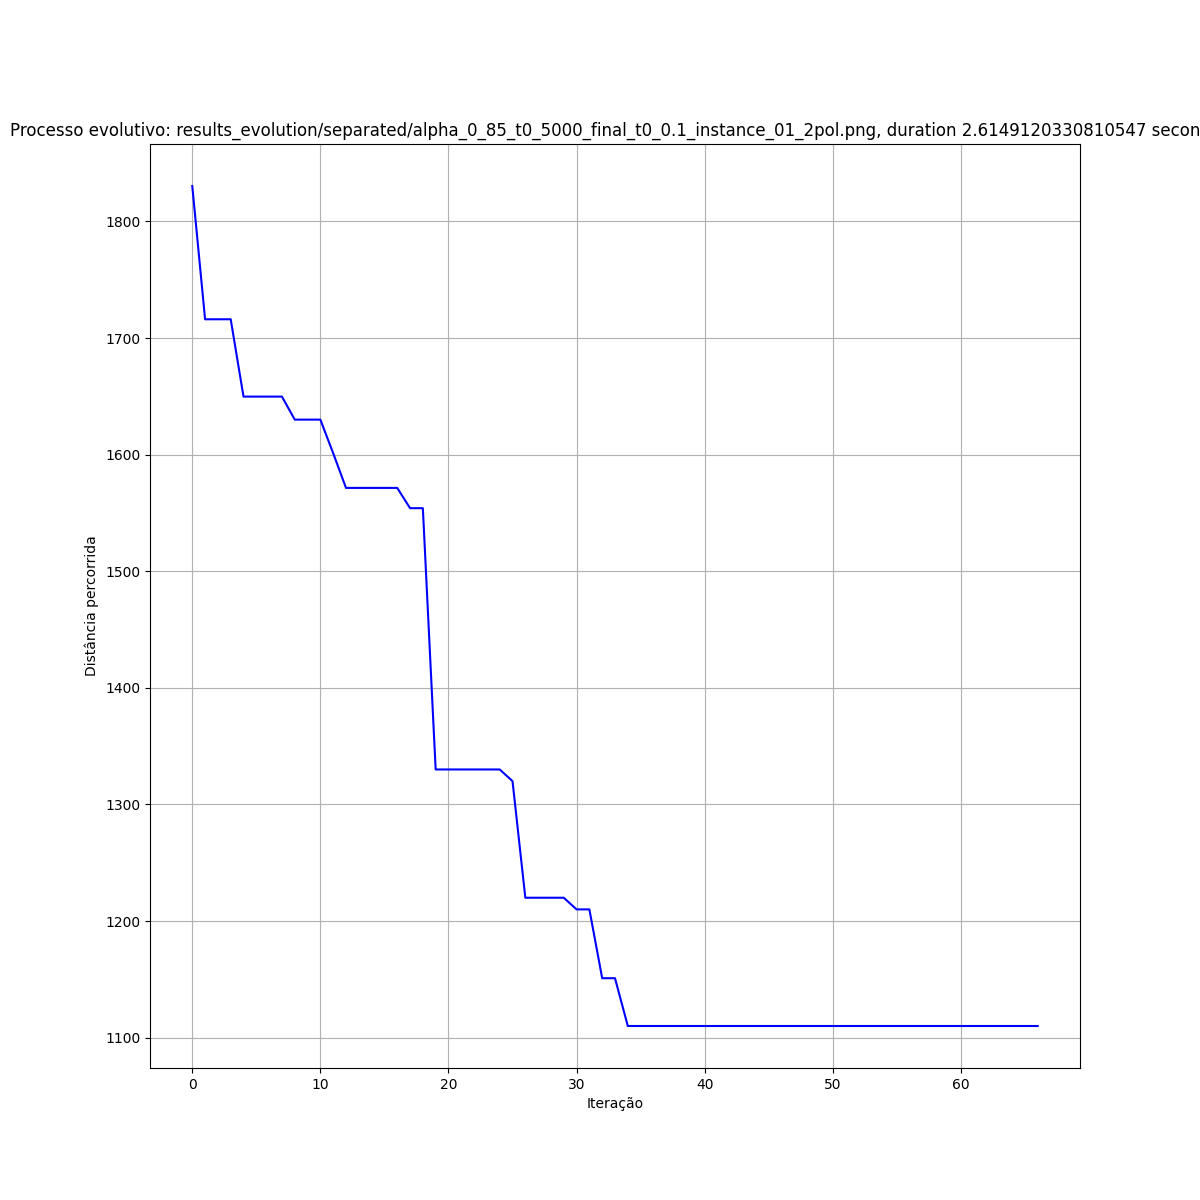 Processo evolutivo: results_evolution/separated/alpha_0_85_t0_5000_final_t0_0.1_instance_01_2pol.png, duration 2.6149120330810547 secon
1800
1700
1600
1500
1400
1300
1200
1100
Distância percorrida
0 10 20 30 40 50 60
Iteração